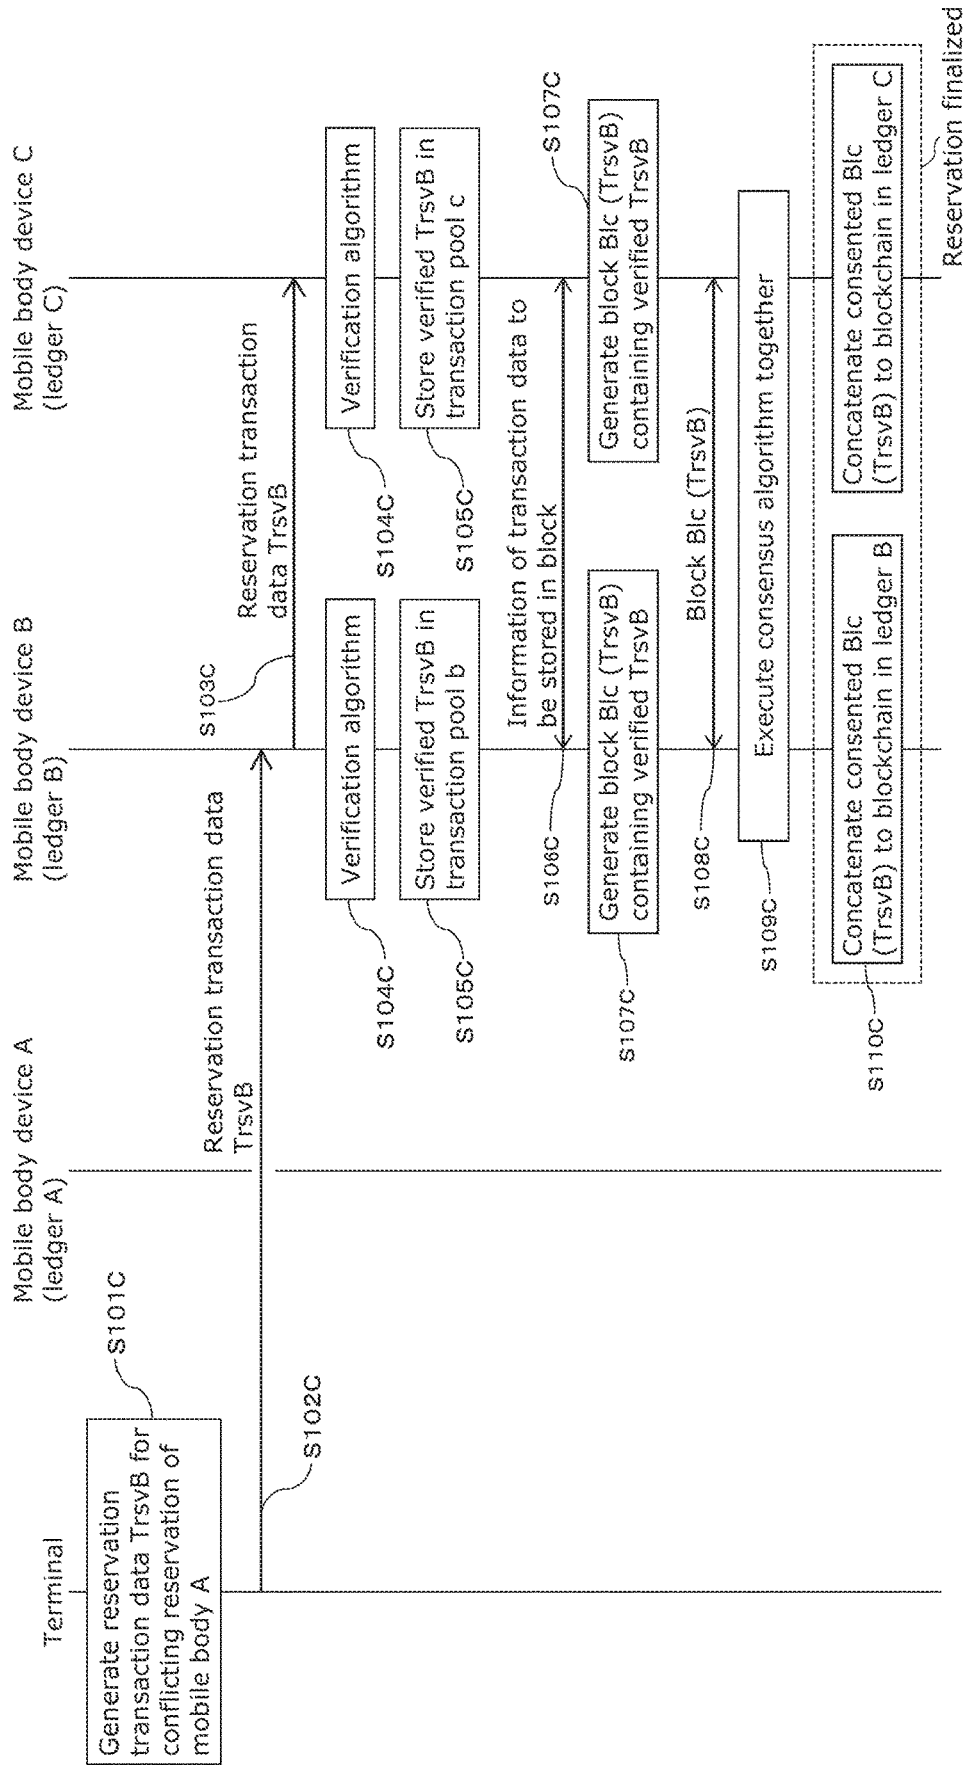 Terminal
Mobile body device A
(ledger A)
Mobile body device B
(ledger B)
Mobile body device C
(ledger C)
Generate reservation
transaction data TrsvB for
conflicting reservation of
mobile body A
S101C
S102C
Reservation transaction data
TrsvB
S103C
Reservation transaction
data TrsvB
S104C
Verification algorithm
S104C
Verification algorithm
S105C
Store verified TrsvB in
transaction pool b
S105C
Store verified TrsvB in
transaction pool c
S106C
Information of transaction data to
be stored in block
S107C
Generate block Blc (TrsvB)
containing verified TrsvB
S107C
Generate block Blc (TrsvB)
containing verified TrsvB
S108C
Block Blc (TrsvB)
S109C
Execute consensus algorithm together
S110C
Concatenate consented Blc
(TrsvB) to blockchain in ledger B
Concatenate consented Blc
(TrsvB) to blockchain in ledger C
Reservation finalized